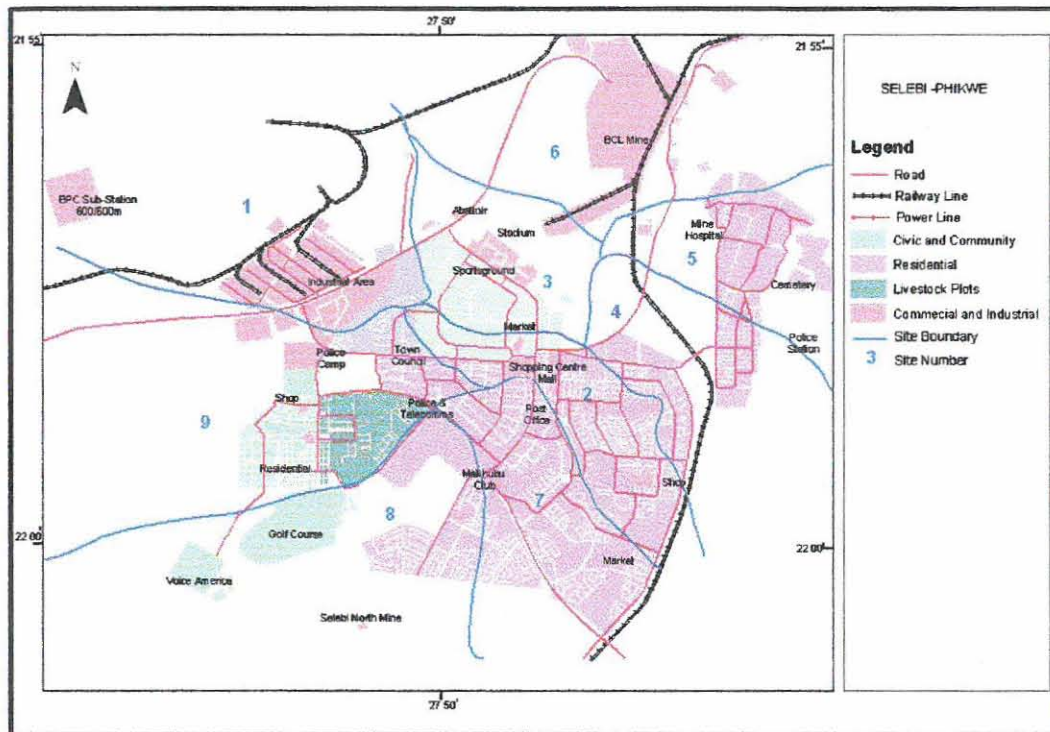 27 50'
21 55'
21 55'
N
SELEBI -PHIKWE
Legend
Road
Railway Line
Power Line
Civic and Community
Residential
Livestock Plots
Commecial and Industrial
Site Boundary
3 Site Number
BCL Mine
6
BPC Sub-Station
600/600m
1
Abattoir
Stadium
Mine
Hospital
5
Sportsground
3
Industrial Area
Cemetery
4
Market
Police
Station
Police
Camp
Town
Council
Shopping Centre
Mall
2
Shop
Police &
Telecomms
Post
Office
9
Residential
Club
Shop
7
8
Golf Course
22 00'
22 00'
Market
Voice America
Selebi North Mine
27 50'